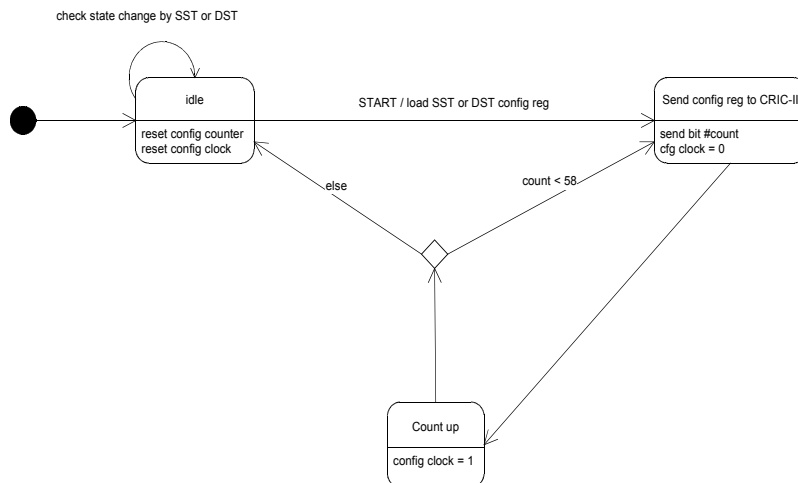 check state change by SST or DST
idle
reset config counter
reset config clock
START / load SST or DST config reg
Send config reg to CRIC-II
send bit #count
cfg clock = 0
else
count < 58
Count up
config clock = 1